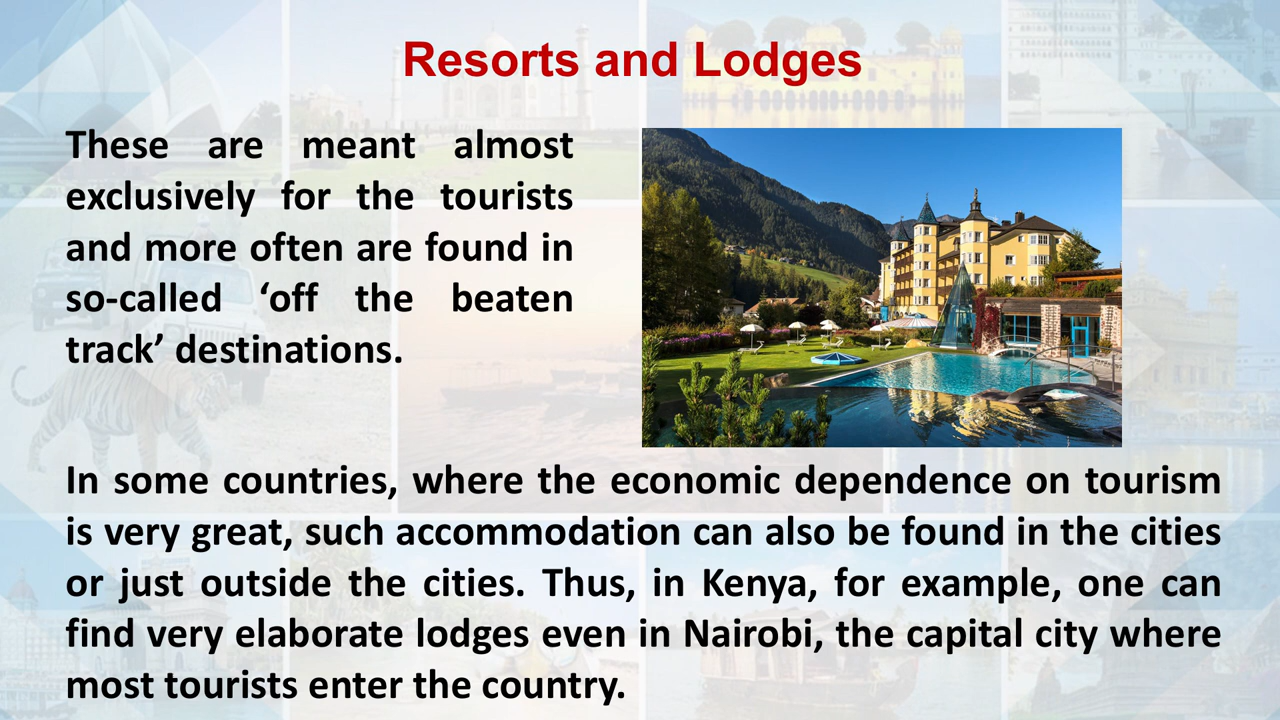 Resorts and Lodges
These are meant almost
exclusively for the tourists
and more often are found in
so-called ‘off the beaten
track’ destinations.
In some countries, where the economic dependence on tourism
is very great, such accommodation can also be found in the cities
or just outside the cities. Thus, in Kenya, for example, one can
find very elaborate lodges even in Nairobi, the capital city where
most tourists enter the country.